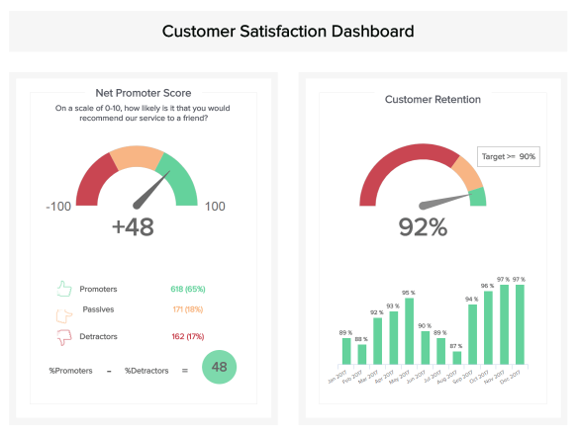 Customer Satisfaction Dashboard
Net Promoter Score
On a scale of 0-10, how likely is it that you would
recommend our service to a friend?
-100
100
+48
Promoters 618 (65%)
Passives 171 (18%)
Detractors 162 (17%)
%Promoters - %Detractors = 48
Customer Retention
Target >= 90%
92%
89 % 88 % 92 % 93 % 95 % 90 % 89 % 87 % 94 % 96 % 97 % 97 %
Jan 2017 Feb 2017 Mar 2017 Apr 2017 May 2017 Jun 2017 Jul 2017 Aug 2017 Sep 2017 Oct 2017 Nov 2017 Dec 2017